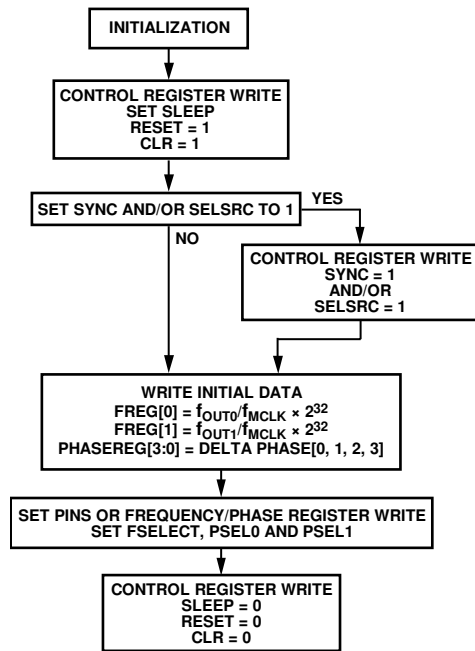 INITIALIZATION
CONTROL REGISTER WRITE
SET SLEEP
RESET = 1
CLR = 1
SET SYNC AND/OR SELSRC TO 1
YES
NO
CONTROL REGISTER WRITE
SYNC = 1
AND/OR
SELSRC = 1
WRITE INITIAL DATA
FREG[0] = fOUT0/fMCLK × 2³²
FREG[1] = fOUT1/fMCLK × 2³²
PHASEREG[3:0] = DELTA PHASE[0, 1, 2, 3]
SET PINS OR FREQUENCY/PHASE REGISTER WRITE
SET FSELECT, PSEL0 AND PSEL1
CONTROL REGISTER WRITE
SLEEP = 0
RESET = 0
CLR = 0